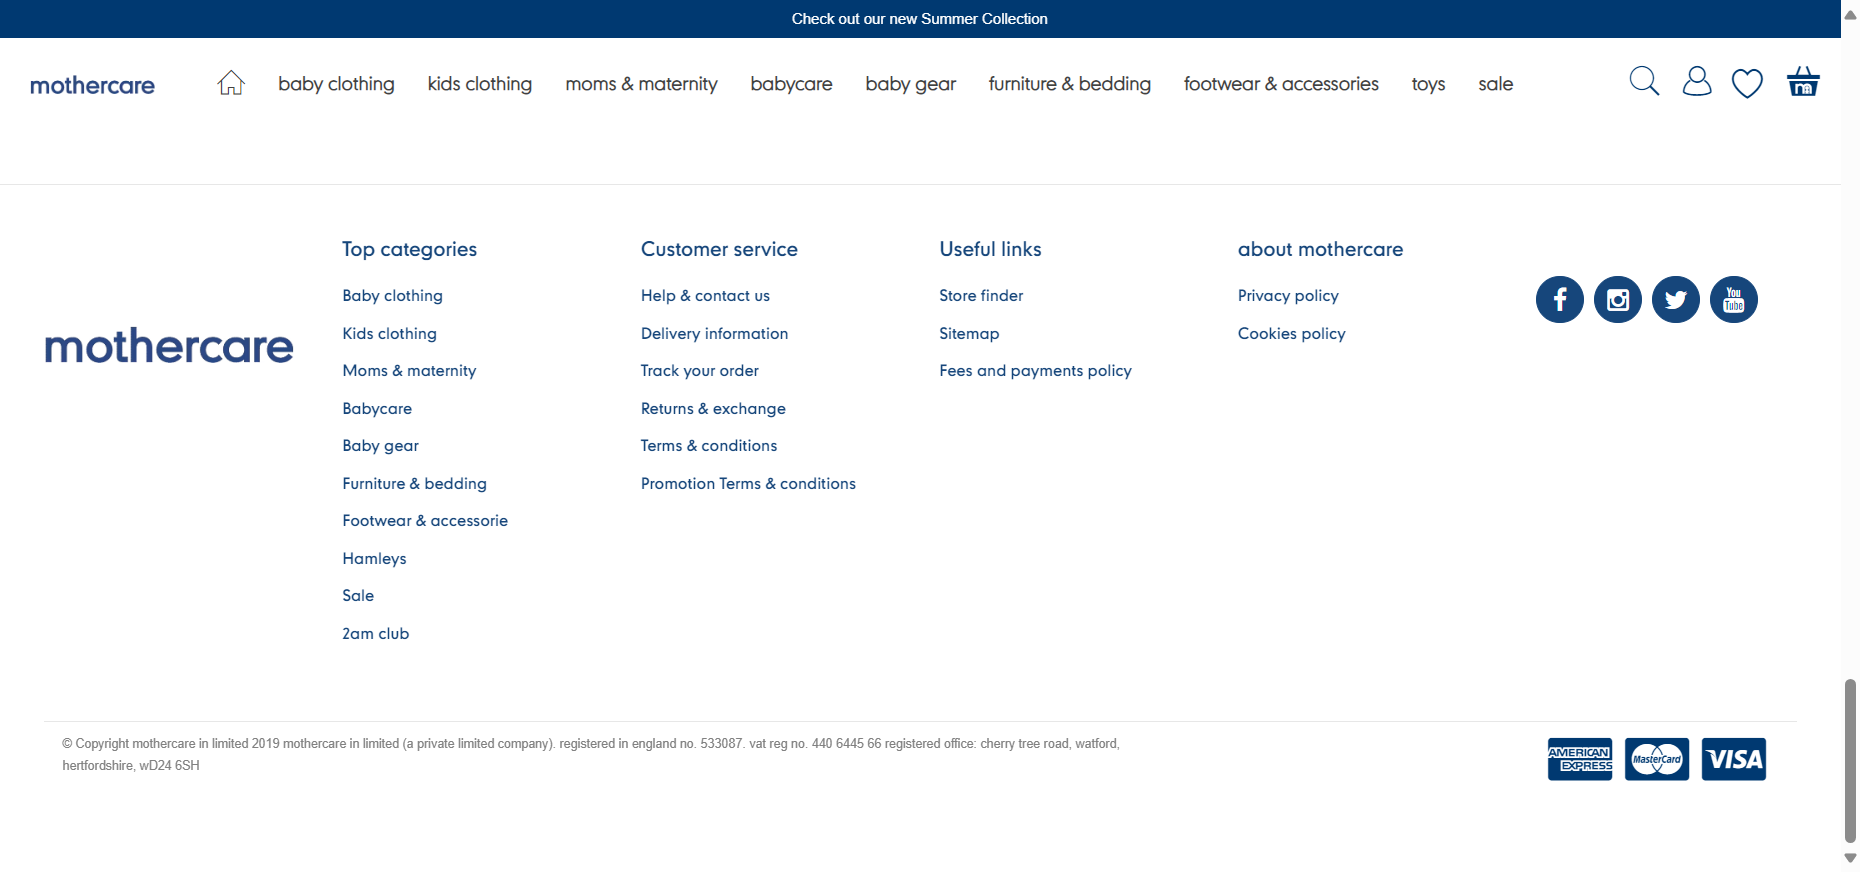 Check out our new Summer Collection
mothercare baby clothing kids clothing moms & maternity babycare baby gear furniture & bedding footwear & accessories toys sale
m
mothercare
Top categories
Baby clothing
Kids clothing
Moms & maternity
Babycare
Baby gear
Furniture & bedding
Footwear & accessorie
Hamleys
Sale
2am club
Customer service
Help & contact us
Delivery information
Track your order
Returns & exchange
Terms & conditions
Promotion Terms & conditions
Useful links
Store finder
Sitemap
Fees and payments policy
about mothercare
Privacy policy
Cookies policy
f
You
Tube
© Copyright mothercare in limited 2019 mothercare in limited (a private limited company). registered in england no. 533087. vat reg no. 440 6445 66 registered office: cherry tree road, watford,
hertfordshire, wD24 6SH
AMERICAN
EXPRESS
MasterCard
VISA